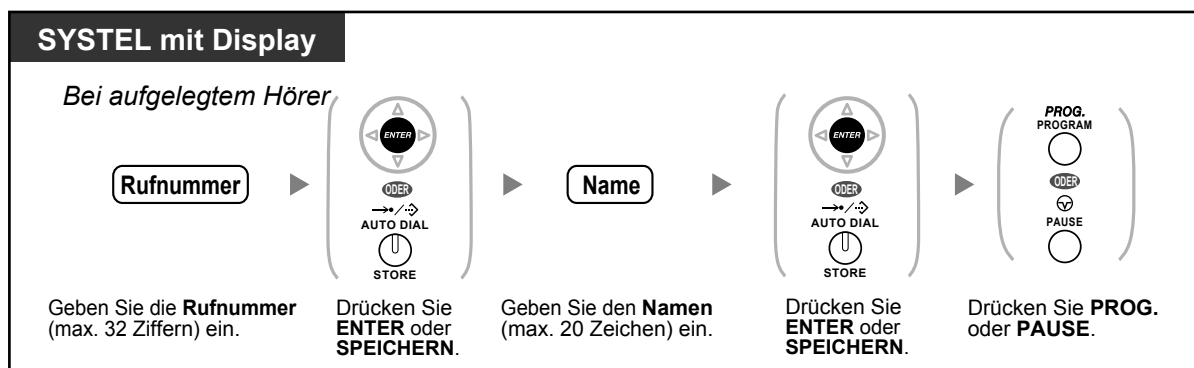 SYSTEL mit Display
Bei aufgelegtem Hörer
Rufnummer
ENTER
ODER
AUTO DIAL
STORE
Name
ENTER
ODER
AUTO DIAL
STORE
PROG.
PROGRAM
ODER
PAUSE
Geben Sie die Rufnummer
(max. 32 Ziffern) ein.
Drücken Sie
ENTER oder
SPEICHERN.
Geben Sie den Namen
(max. 20 Zeichen) ein.
Drücken Sie
ENTER oder
SPEICHERN.
Drücken Sie PROG.
oder PAUSE.